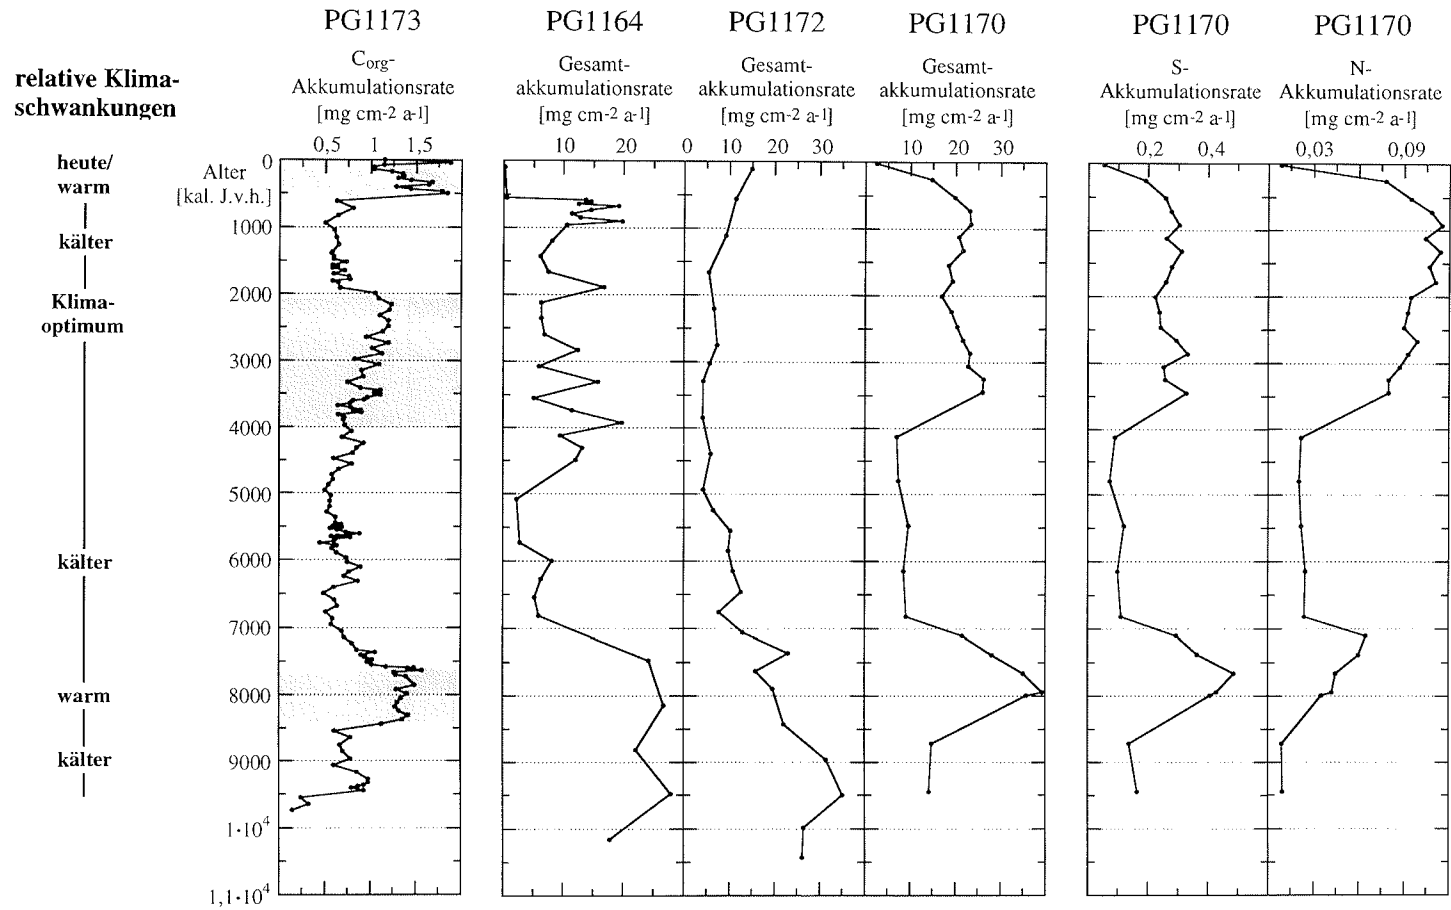 PG1173
PG1164
PG1172
PG1170
PG1170
PG1170
relative Klima-
schwankungen
Corg-
Akkumulationsrate
[mg cm-2 a-1]
Gesamt-
akkumulationsrate
[mg cm-2 a-1]
Gesamt-
akkumulationsrate
[mg cm-2 a-1]
Gesamt-
akkumulationsrate
[mg cm-2 a-1]
S-
Akkumulationsrate
[mg cm-2 a-1]
N-
Akkumulationsrate
[mg cm-2 a-1]
0,5 1 1,5
10 20
0 10 20 30
10 20 30
0,2 0,4
0,03 0,09
heute/
warm
kälter
Klima-
optimum
kälter
warm
kälter
Alter
[kal. J.v.h.]
0
1000
2000
3000
4000
5000
6000
7000
8000
9000
1·10⁴
1,1·10⁴